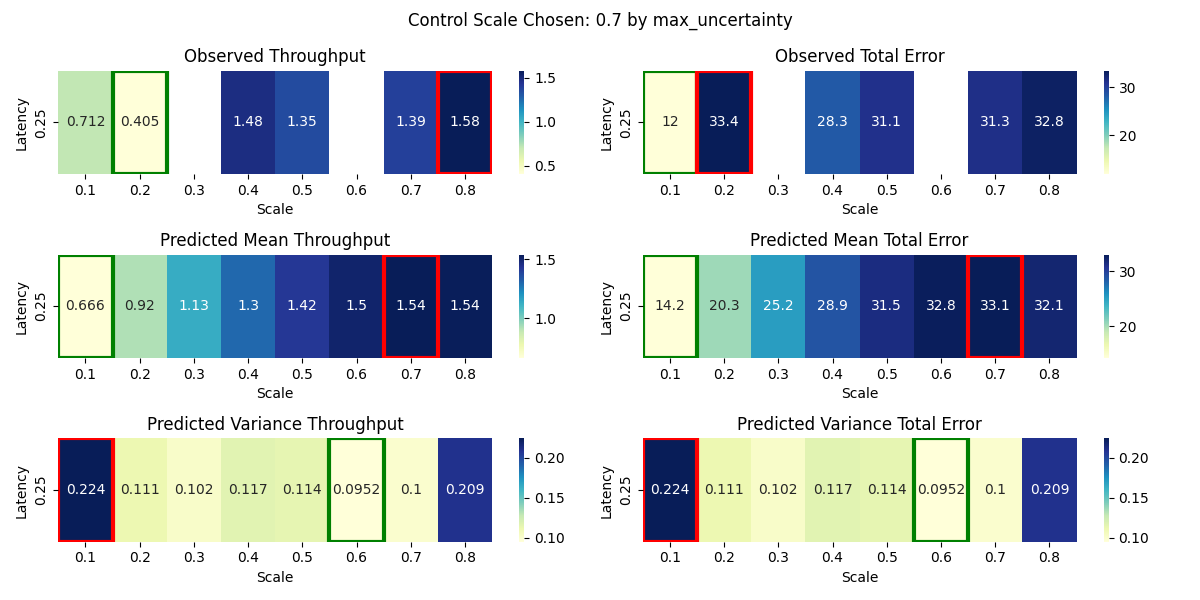 Control Scale Chosen: 0.7 by max_uncertainty
Observed Throughput
Latency
0.25
0.712 0.405 1.48 1.35 1.39 1.58
0.1 0.2 0.3 0.4 0.5 0.6 0.7 0.8
Scale
1.5
1.0
0.5
Observed Total Error
Latency
0.25
12 33.4 28.3 31.1 31.3 32.8
0.1 0.2 0.3 0.4 0.5 0.6 0.7 0.8
Scale
30
20
Predicted Mean Throughput
Latency
0.25
0.666 0.92 1.13 1.3 1.42 1.5 1.54 1.54
0.1 0.2 0.3 0.4 0.5 0.6 0.7 0.8
Scale
1.5
1.0
Predicted Mean Total Error
Latency
0.25
14.2 20.3 25.2 28.9 31.5 32.8 33.1 32.1
0.1 0.2 0.3 0.4 0.5 0.6 0.7 0.8
Scale
30
20
Predicted Variance Throughput
Latency
0.25
0.224 0.111 0.102 0.117 0.114 0.0952 0.1 0.209
0.1 0.2 0.3 0.4 0.5 0.6 0.7 0.8
Scale
0.20
0.15
0.10
Predicted Variance Total Error
Latency
0.25
0.224 0.111 0.102 0.117 0.114 0.0952 0.1 0.209
0.1 0.2 0.3 0.4 0.5 0.6 0.7 0.8
Scale
0.20
0.15
0.10